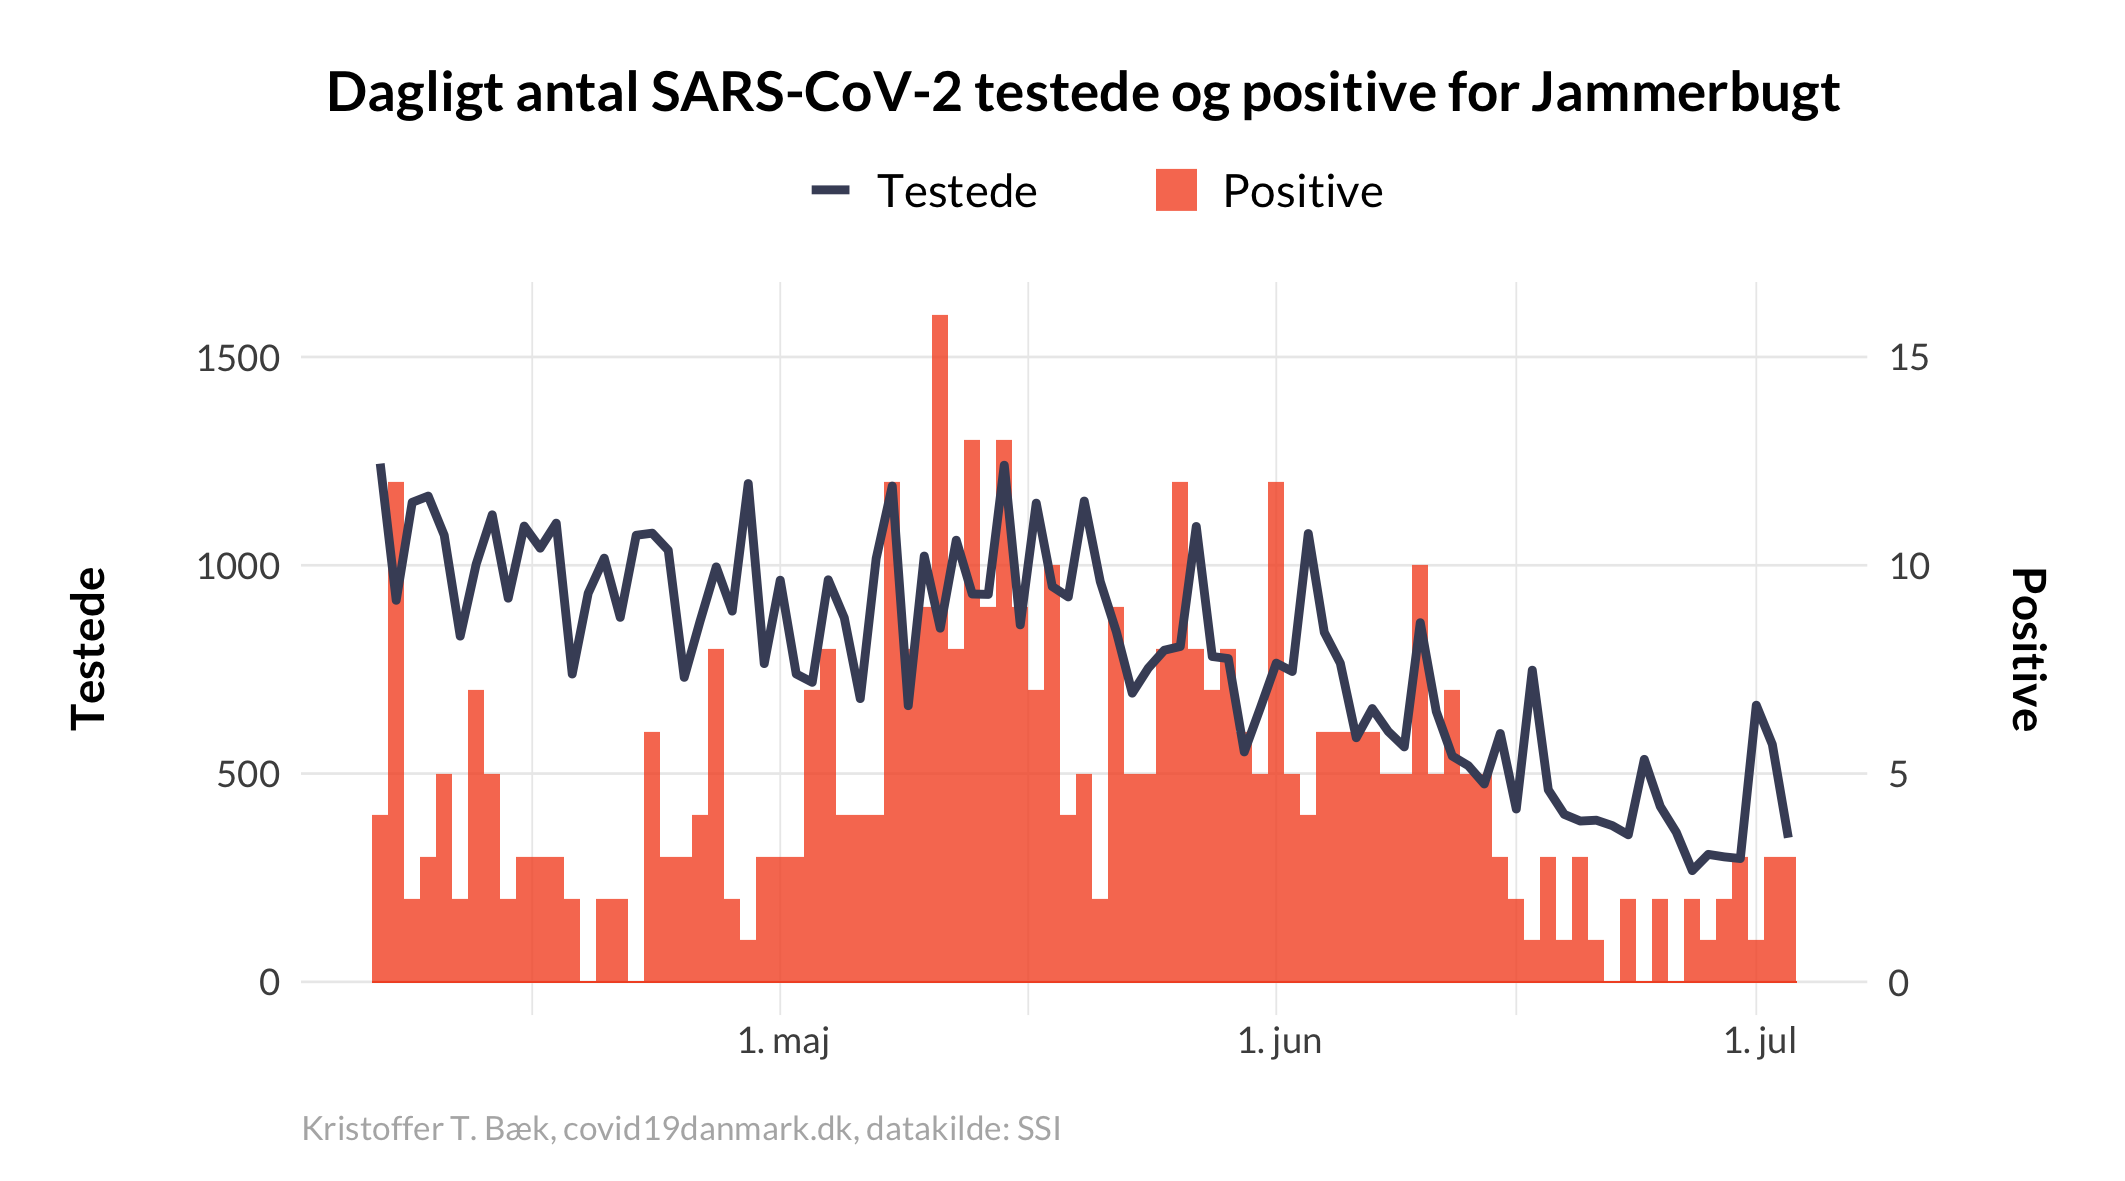 Dagligt antal SARS-CoV-2 testede og positive for Jammerbugt
Testede
Positive
1500
1000
500
0
15
10
5
0
Testede
Positive
1. maj
1. jun
1. jul
Kristoffer T. Bæk, covid19danmark.dk, datakilde: SSI